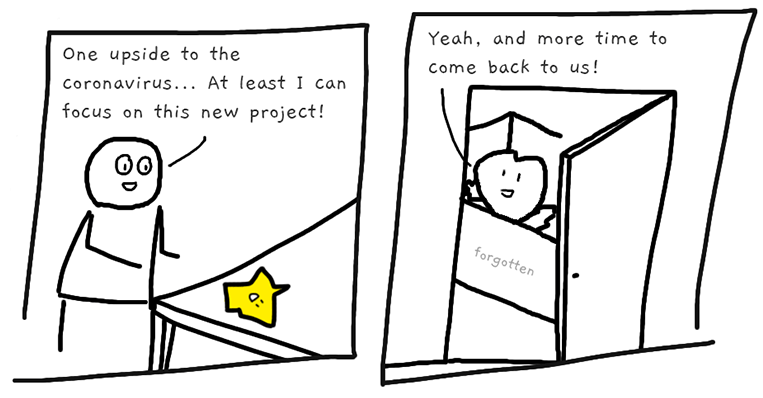 One upside to the
coronavirus... At least I can
focus on this new project!
Yeah, and more time to
come back to us!
forgotten